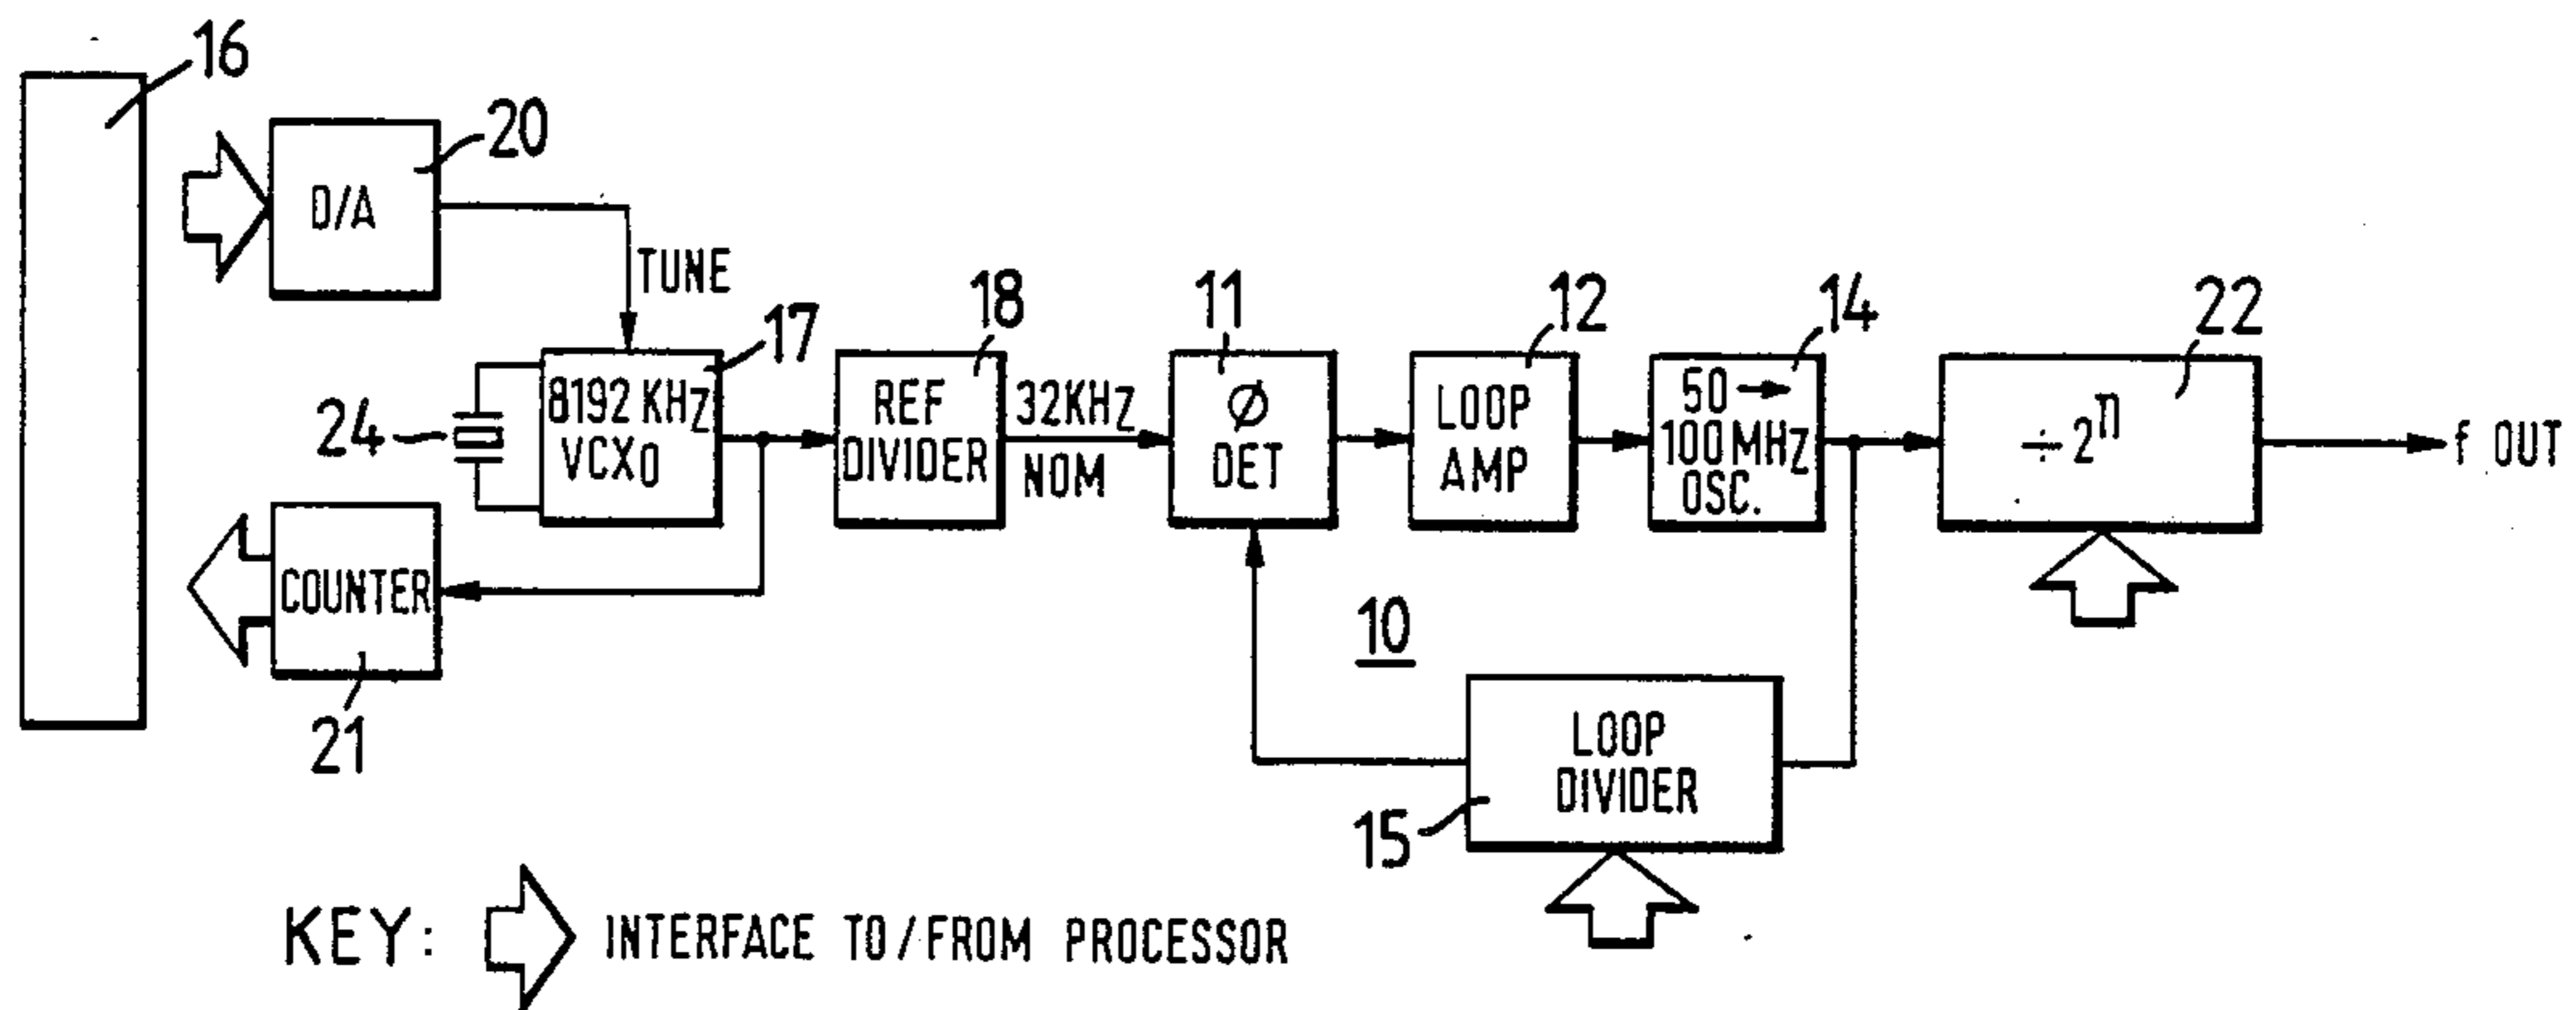 16
20
D/A
TUNE
17
18
11
12
14
22
24
8192 KHZ
VCXO
REF
DIVIDER
32KHZ
NOM
Ø
DET
LOOP
AMP
50 →
100 MHZ
OSC.
÷ 2ⁿ
f OUT
COUNTER
21
10
LOOP
DIVIDER
15
KEY: INTERFACE TO/FROM PROCESSOR